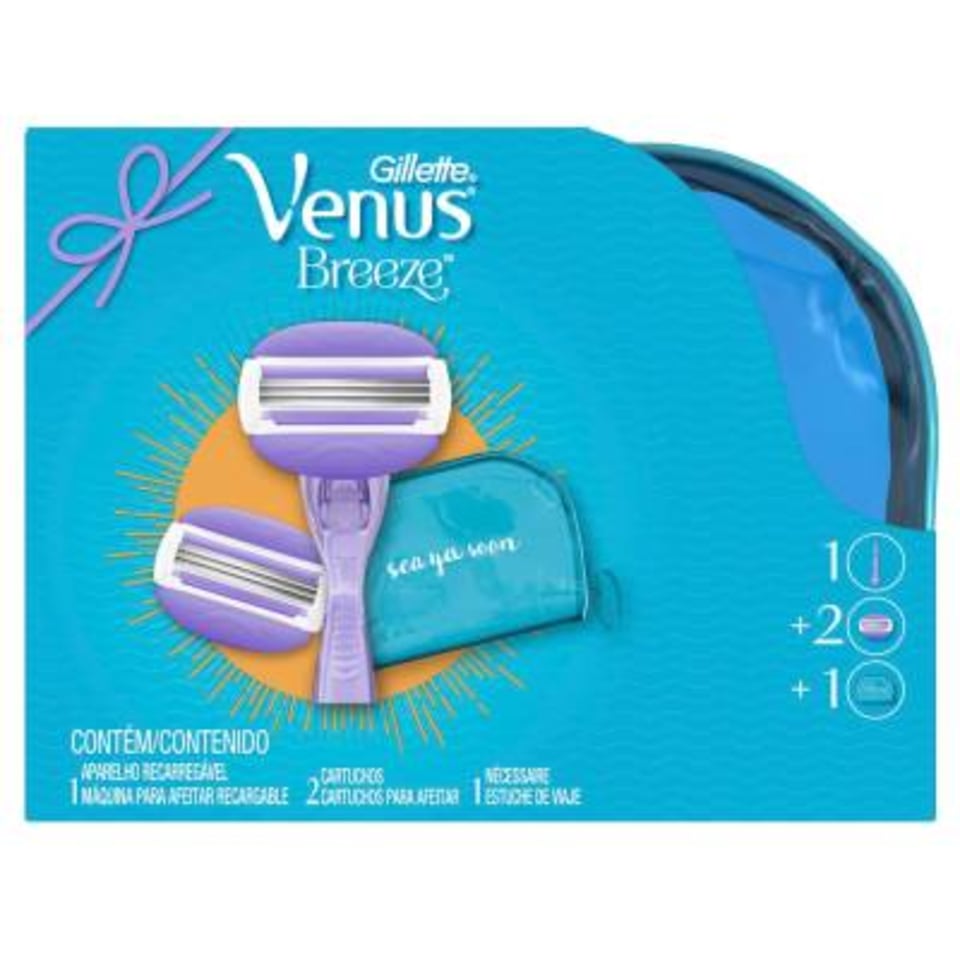 Gillette®
Venus®
Breeze™
sea ya soon
1
+2
+1
CONTÉM/CONTENIDO
1 APARELHO RECARREGÁVEL
MÁQUINA PARA AFEITAR RECARGABLE
2 CARTUCHOS
CARTUCHOS PARA AFEITAR
1 NECESSAIRE
ESTUCHE DE VIAJE